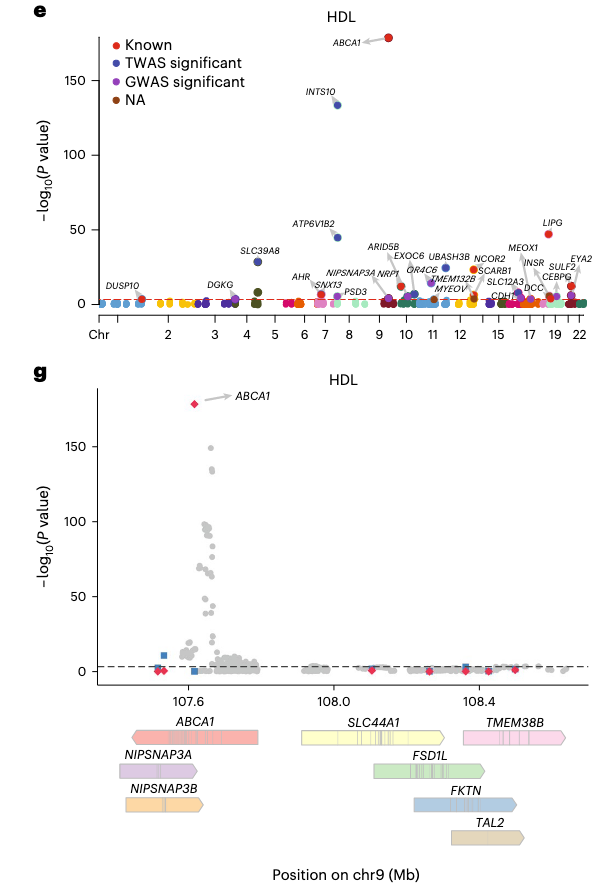 e
HDL
Known
TWAS significant
GWAS significant
NA
−log10(P value)
150
100
50
0
ABCA1
INTS10
ATP6V1B2
SLC39A8
DUSP10
DGKG
AHR
SNX13
NIPSNAP3A
PSD3
ARID5B
NRP1
EXOC6
OR4C6
UBASH3B
TMEM132B
MYEOV
NCOR2
SCARB1
SLC12A3
CDH1
MEOX1
INSR
DCC
LIPG
SULF2
CEBPG
EYA2
Chr 2 3 4 5 6 7 8 9 10 11 12 13 15 17 19 22
g
HDL
−log10(P value)
150
100
50
0
ABCA1
107.6 108.0 108.4
ABCA1 SLC44A1 TMEM38B
NIPSNAP3A FSD1L
NIPSNAP3B FKTN
TAL2
Position on chr9 (Mb)